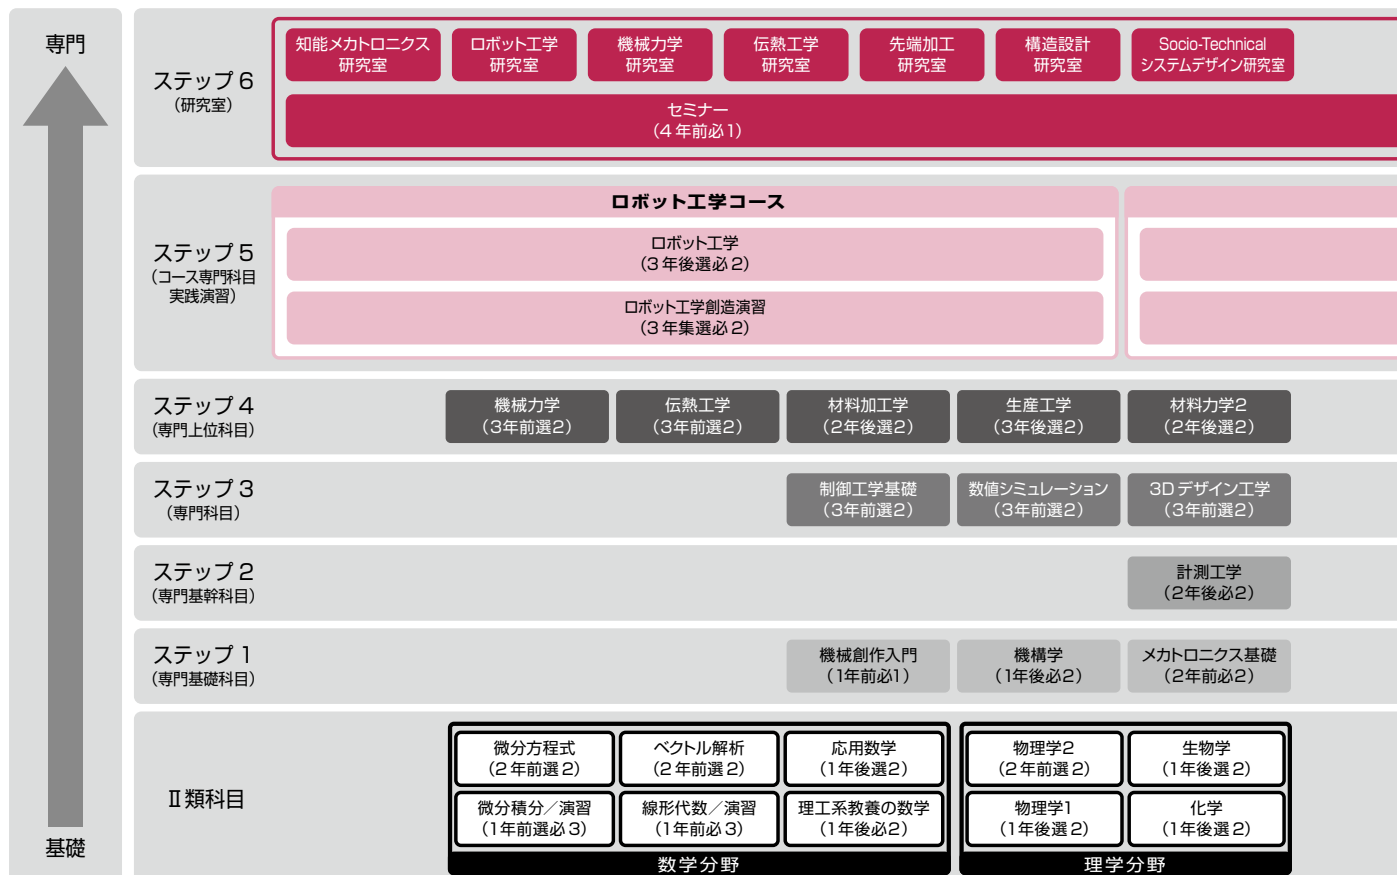 専門
基礎
ステップ 6
（研究室）
知能メカトロニクス
研究室
ロボット工学
研究室
機械力学
研究室
伝熱工学
研究室
先端加工
研究室
構造設計
研究室
Socio-Technical
システムデザイン研究室
セミナー
（4 年前必 1）
ステップ 5
（コース専門科目
実践演習）
ロボット工学コース
ロボット工学
（3 年後選必 2）
ロボット工学創造演習
（3 年集選必 2）
ステップ 4
（専門上位科目）
機械力学
（3年前選2）
伝熱工学
（3年前選2）
材料加工学
（2年後選2）
生産工学
（3年後選2）
材料力学2
（2年後選2）
ステップ 3
（専門科目）
制御工学基礎
（3年前選2）
数値シミュレーション
（3年前選2）
3D デザイン工学
（3年前選2）
ステップ 2
（専門基幹科目）
計測工学
（2年後必2）
ステップ 1
（専門基礎科目）
機械創作入門
（1年前必1）
機構学
（1年後必2）
メカトロニクス基礎
（2年前必2）
Ⅱ類科目
微分方程式
（2 年前選 2）
ベクトル解析
（2 年前選 2）
応用数学
（1年後選2）
物理学2
（2 年前選 2）
生物学
（1年後選 2）
微分積分／演習
（1年前選必 3）
線形代数／演習
（1年前必 3）
理工系教養の数学
（1年後必2）
物理学1
（1年後選 2）
化学
（1年後選 2）
数学分野
理学分野